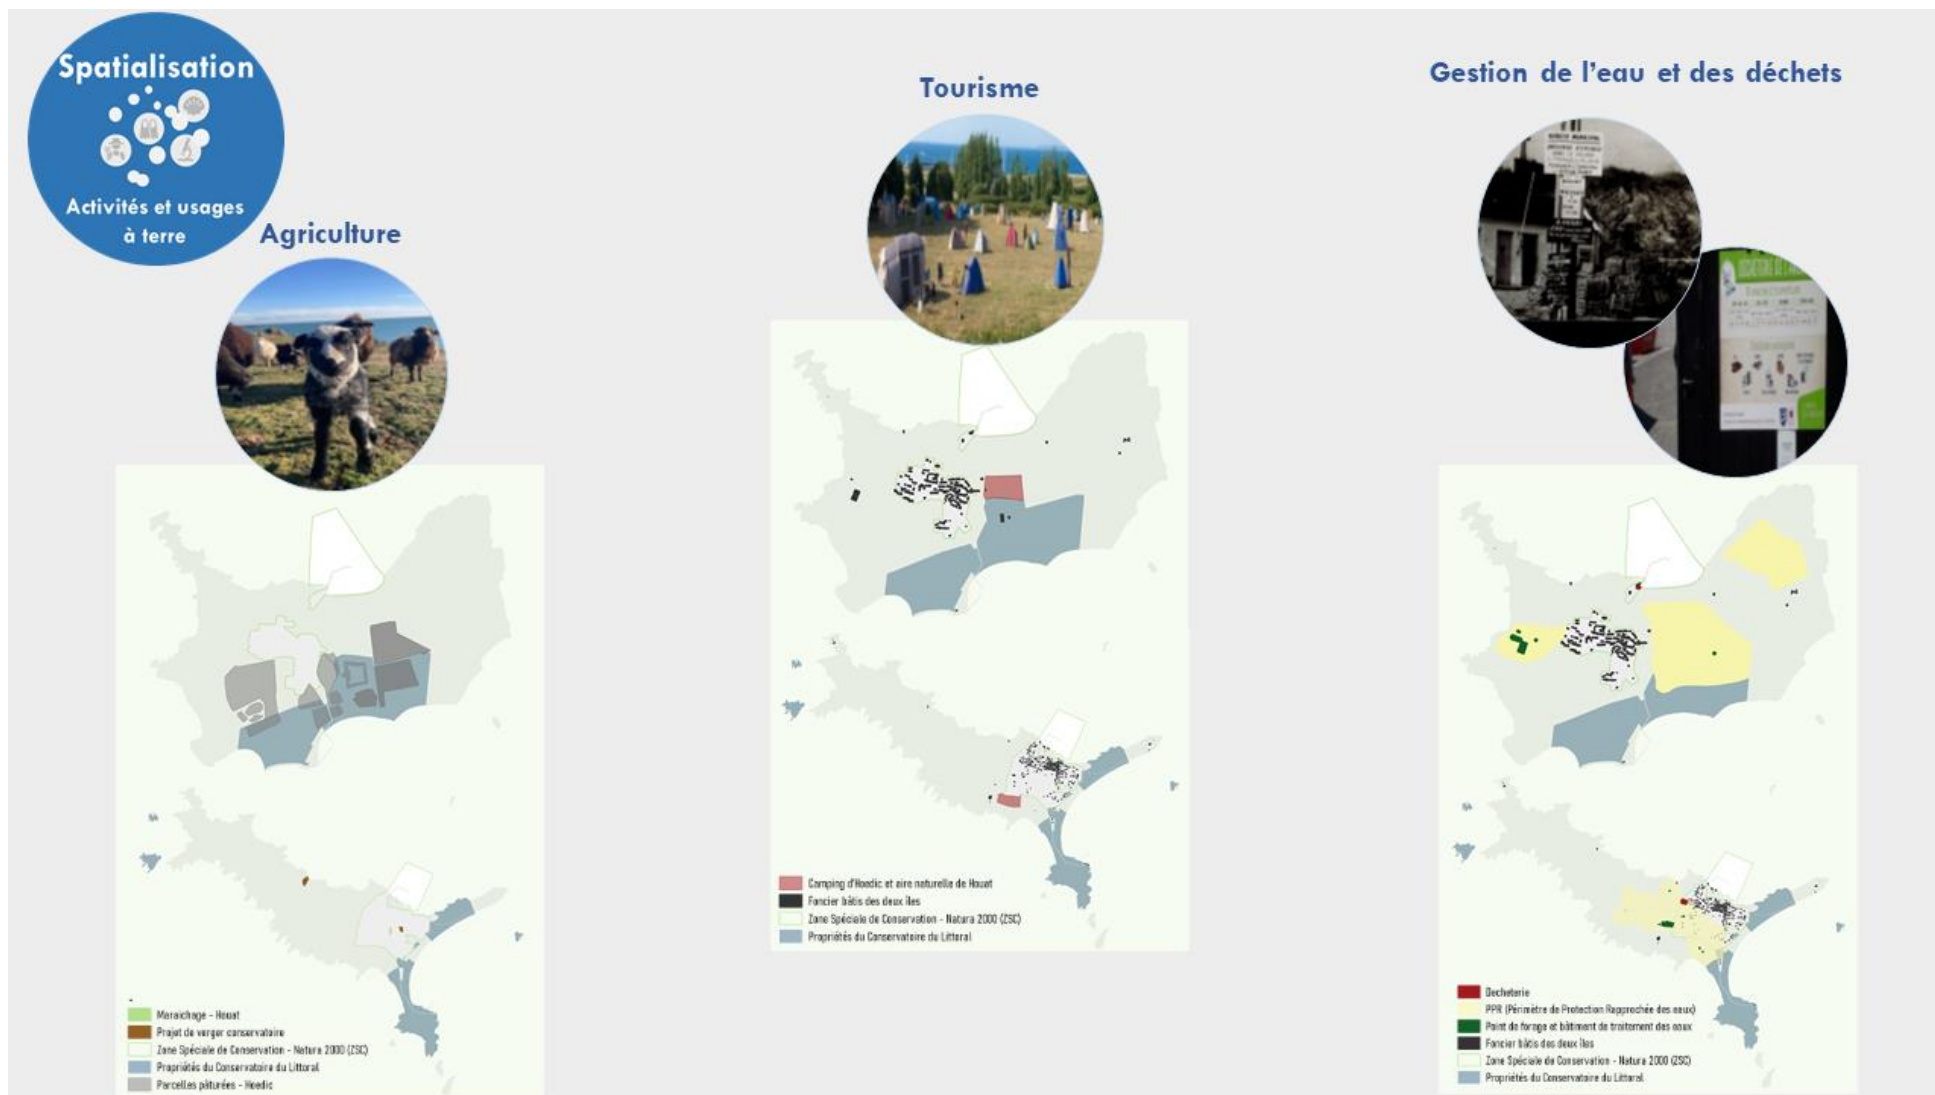 Spatialisation
Activités et usages
à terre
Agriculture
Tourisme
Gestion de l'eau et des déchets
Maraichage - Houat
Projet de verger conservatoire
Zone Spéciale de Conservation - Natura 2000 (ZSC)
Propriétés du Conservatoire du Littoral
Parcelles pâturées - Hoedic
Camping d'Hoedic et aire naturelle de Houat
Foncier bâtis des deux îles
Zone Spéciale de Conservation - Natura 2000 (ZSC)
Propriétés du Conservatoire du Littoral
Decheterie
PPR (Périmètre de Protection Rapprochée des eaux)
Point de forage et bâtiment de traitement des eaux
Foncier bâtis des deux îles
Zone Spéciale de Conservation - Natura 2000 (ZSC)
Propriétés du Conservatoire du Littoral